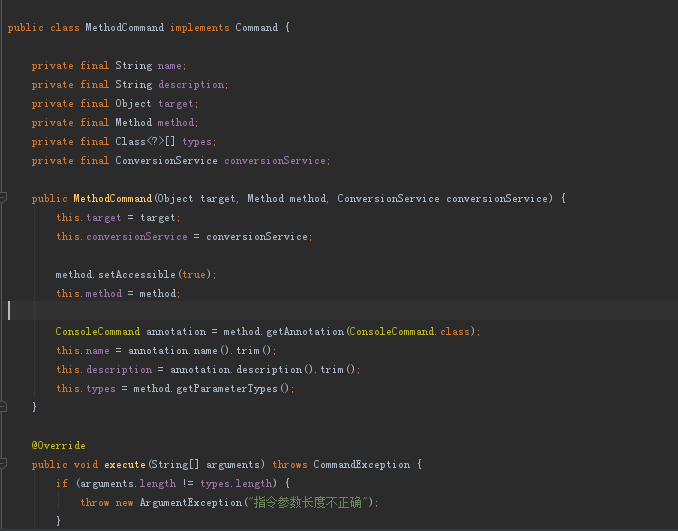 public class MethodCommand implements Command {
private final String name;
private final String description;
private final Object target;
private final Method method;
private final Class<?>[] types;
private final ConversionService conversionService;
public MethodCommand(Object target, Method method, ConversionService conversionService) {
this.target = target;
this.conversionService = conversionService;
method.setAccessible(true);
this.method = method;
ConsoleCommand annotation = method.getAnnotation(ConsoleCommand.class);
this.name = annotation.name().trim();
this.description = annotation.description().trim();
this.types = method.getParameterTypes();
}
@Override
public void execute(String[] arguments) throws CommandException {
if (arguments.length != types.length) {
throw new ArgumentException("指令参数长度不正确");
}